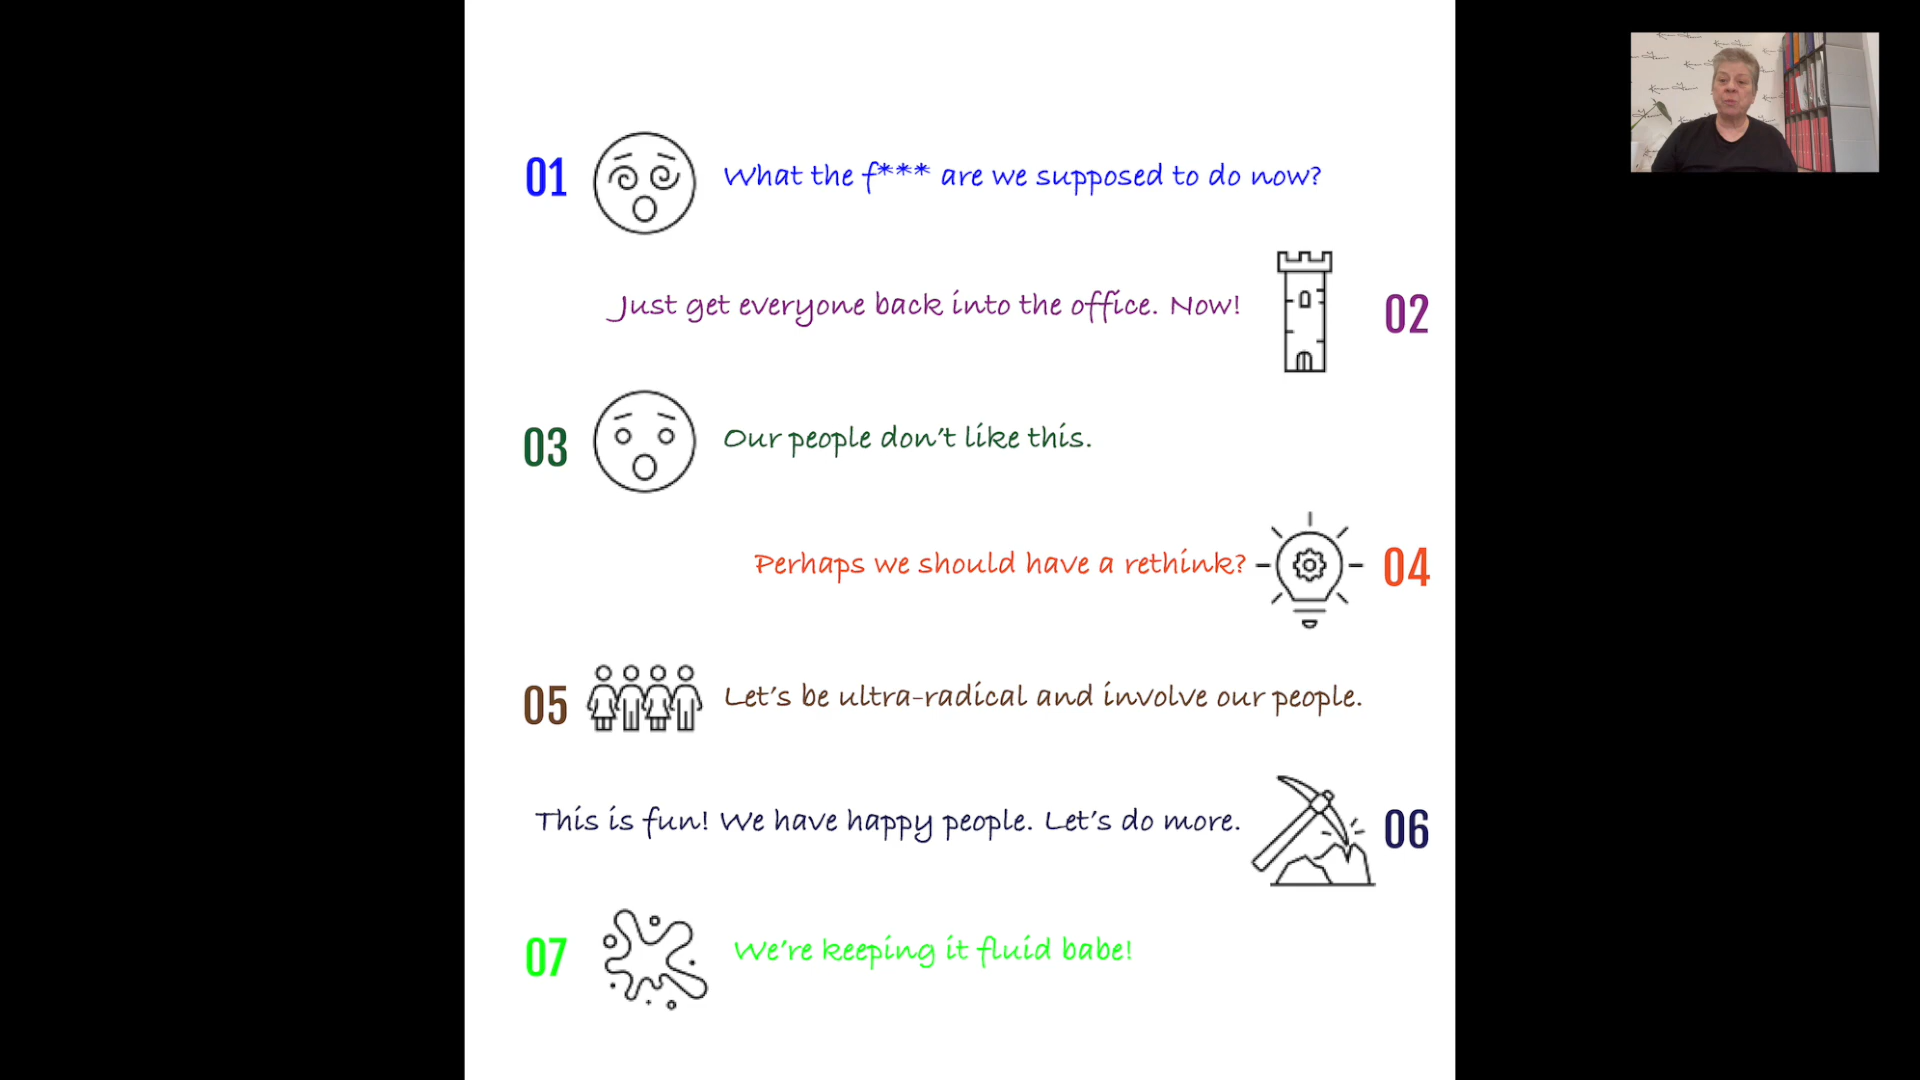 01 What the f*** are we supposed to do now?
Just get everyone back into the office. Now! 02
03 Our people don't like this.
Perhaps we should have a rethink? 04
05 Let's be ultra-radical and involve our people.
This is fun! We have happy people. Let's do more. 06
07 We're keeping it fluid babe!